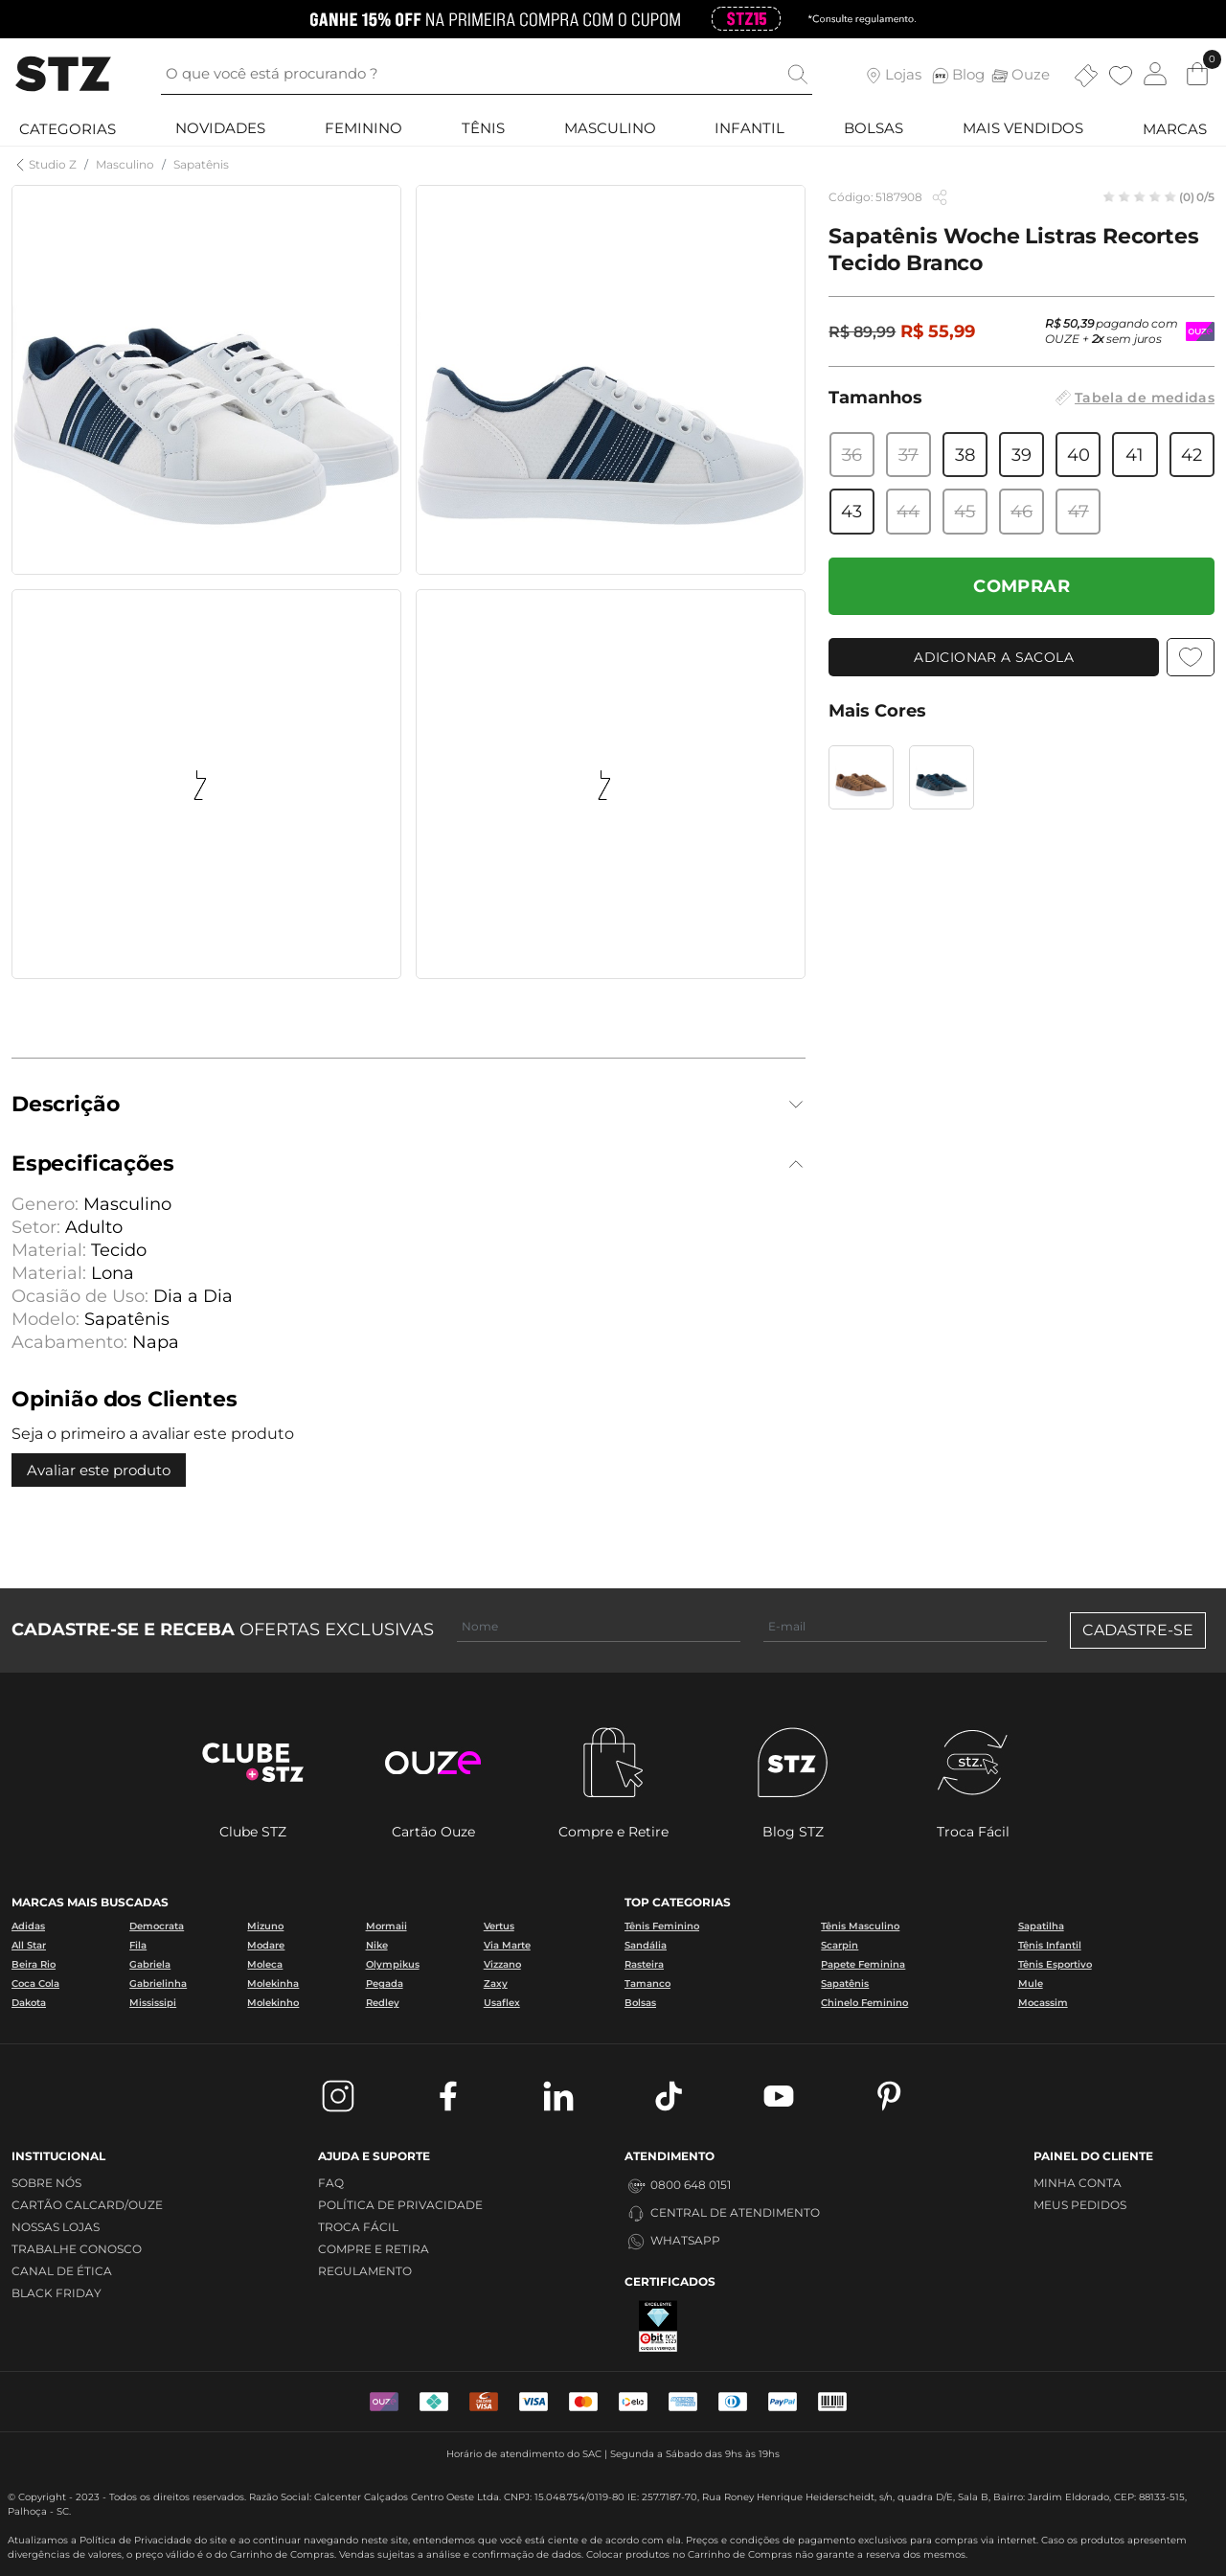 GANHE 15% OFF NA PRIMEIRA COMPRA COM O CUPOM STZ15 *Consulte regulamento.
STZ
O que você está procurando ?
Lojas Blog Ouze
0
CATEGORIAS NOVIDADES FEMININO TÊNIS MASCULINO INFANTIL BOLSAS MAIS VENDIDOS MARCAS
Studio Z / Masculino / Sapatênis
Código: 5187908
(0) 0/5
Sapatênis Woche Listras Recortes
Tecido Branco
R$ 89,99 R$ 55,99
R$ 50,39 pagando com
OUZE + 2x sem juros
OUZE
Tamanhos
Tabela de medidas
36 37 38 39 40 41 42
43 44 45 46 47
COMPRAR
ADICIONAR A SACOLA
Mais Cores
Descrição
Especificações
Genero: Masculino
Setor: Adulto
Material: Tecido
Material: Lona
Ocasião de Uso: Dia a Dia
Modelo: Sapatênis
Acabamento: Napa
Opinião dos Clientes
Seja o primeiro a avaliar este produto
Avaliar este produto
CADASTRE-SE E RECEBA OFERTAS EXCLUSIVAS
Nome
E-mail
CADASTRE-SE
CLUBE
+STZ
ouze
STZ
stz.
Clube STZ
Cartão Ouze
Compre e Retire
Blog STZ
Troca Fácil
MARCAS MAIS BUSCADAS
Adidas Democrata Mizuno Mormaii Vertus
All Star Fila Modare Nike Via Marte
Beira Rio Gabriela Moleca Olympikus Vizzano
Coca Cola Gabrielinha Molekinha Pegada Zaxy
Dakota Mississipi Molekinho Redley Usaflex
TOP CATEGORIAS
Tênis Feminino Tênis Masculino Sapatilha
Sandália Scarpin Tênis Infantil
Rasteira Papete Feminina Tênis Esportivo
Tamanco Sapatênis Mule
Bolsas Chinelo Feminino Mocassim
INSTITUCIONAL
SOBRE NÓS
CARTÃO CALCARD/OUZE
NOSSAS LOJAS
TRABALHE CONOSCO
CANAL DE ÉTICA
BLACK FRIDAY
AJUDA E SUPORTE
FAQ
POLÍTICA DE PRIVACIDADE
TROCA FÁCIL
COMPRE E RETIRA
REGULAMENTO
ATENDIMENTO
0800 648 0151
CENTRAL DE ATENDIMENTO
WHATSAPP
CERTIFICADOS
EXCELENTE
ebit
PAINEL DO CLIENTE
MINHA CONTA
MEUS PEDIDOS
VISA VISA elo PayPal
Horário de atendimento do SAC | Segunda a Sábado das 9hs às 19hs
© Copyright - 2023 - Todos os direitos reservados. Razão Social: Calcenter Calçados Centro Oeste Ltda. CNPJ: 15.048.754/0119-80 IE: 257.7187-70, Rua Roney Henrique Heiderscheidt, s/n, quadra D/E, Sala B, Bairro: Jardim Eldorado, CEP: 88133-515,
Palhoça - SC.
Atualizamos a Política de Privacidade do site e ao continuar navegando neste site, entendemos que você está ciente e de acordo com ela. Preços e condições de pagamento exclusivos para compras via internet. Caso os produtos apresentem
divergências de valores, o preço válido é o do Carrinho de Compras. Vendas sujeitas a análise e confirmação de dados. Colocar produtos no Carrinho de Compras não garante a reserva dos mesmos.